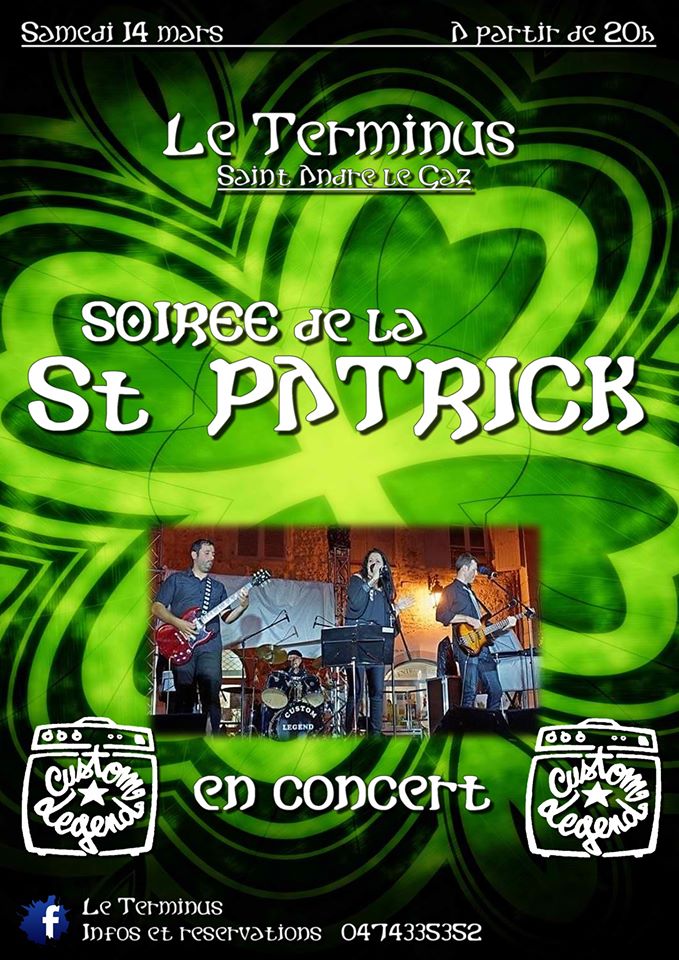 Samedi 14 mars
A partir de 20h
Le Terminus
Saint Andre le Gaz
SOIREE de la
St PATRICK
CUSTOM
LEGEND
Custom
Legend
en concert
Custom
Legend
f
Le Terminus
Infos et reservations 0474335352